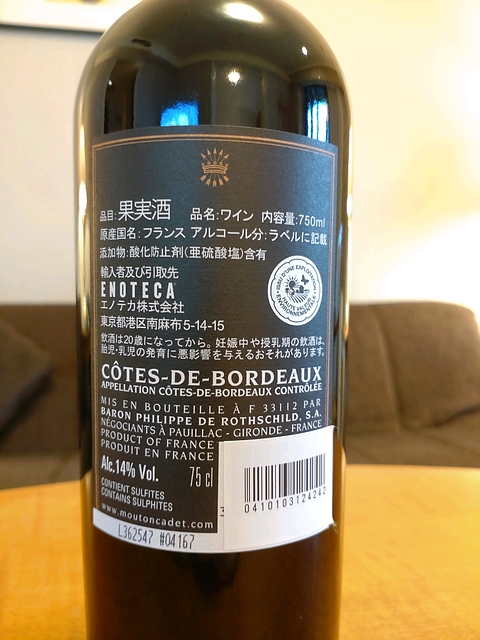 品目:果実酒 品名:ワイン 内容量:750ml
原産国名:フランス アルコール分:ラベルに記載
添加物:酸化防止剤(亜硫酸塩)含有
輸入者及び引取先
ENOTECA
エノテカ株式会社
東京都港区南麻布5-14-15
飲酒は20歳になってから。妊娠中や授乳期の飲酒は、
胎児・乳児の発育に悪影響を与えるおそれがあります。
HAUTE VALEUR
ENVIRONNEMENTALE
CÔTES-DE-BORDEAUX
APPELLATION CÔTES-DE-BORDEAUX CONTRÔLÉE
MIS EN BOUTEILLE À F 33112 PAR
BARON PHILIPPE DE ROTHSCHILD, S.A.
NÉGOCIANTS À PAUILLAC - GIRONDE - FRANCE
PRODUCT OF FRANCE
PRODUIT EN FRANCE
Alc.14% Vol. 75 cl
CONTIENT SULFITES
CONTAINS SULPHITES
www.moutoncadet.com
0410103124242
L362547 #04167